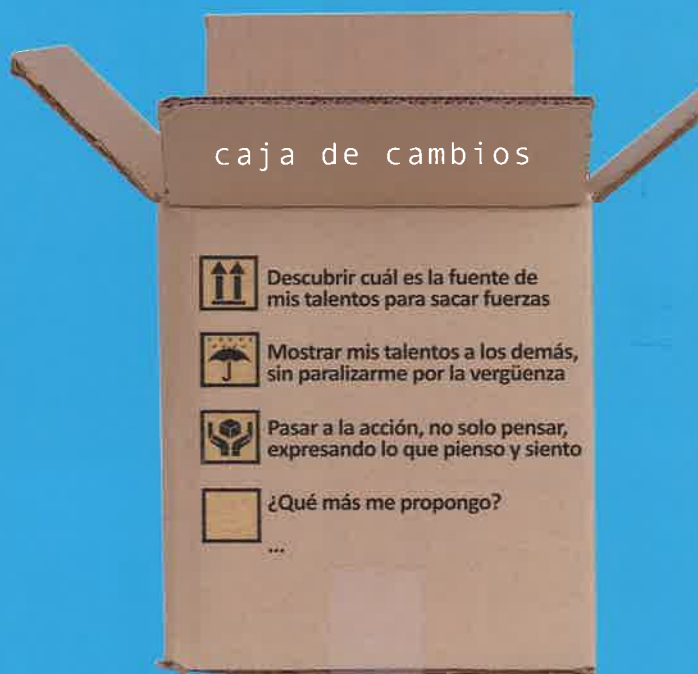 caja de cambios
Descubrir cuál es la fuente de
mis talentos para sacar fuerzas
Mostrar mis talentos a los demás,
sin paralizarme por la vergüenza
Pasar a la acción, no solo pensar,
expresando lo que pienso y siento
¿Qué más me propongo?
...